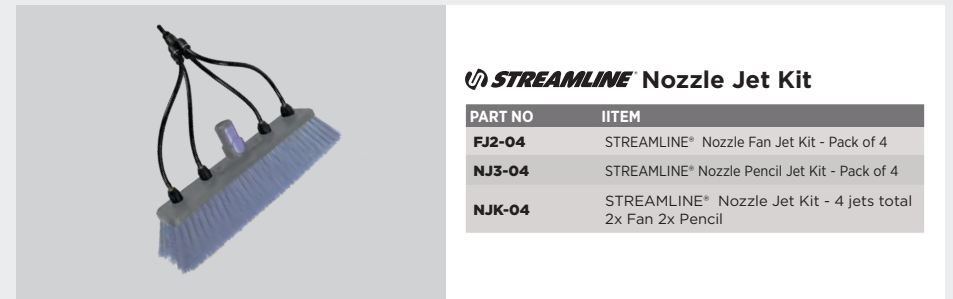 STREAMLINE® Nozzle Jet Kit
PART NO IITEM
FJ2-04 STREAMLINE® Nozzle Fan Jet Kit - Pack of 4
NJ3-04 STREAMLINE® Nozzle Pencil Jet Kit - Pack of 4
NJK-04 STREAMLINE® Nozzle Jet Kit - 4 jets total
2x Fan 2x Pencil